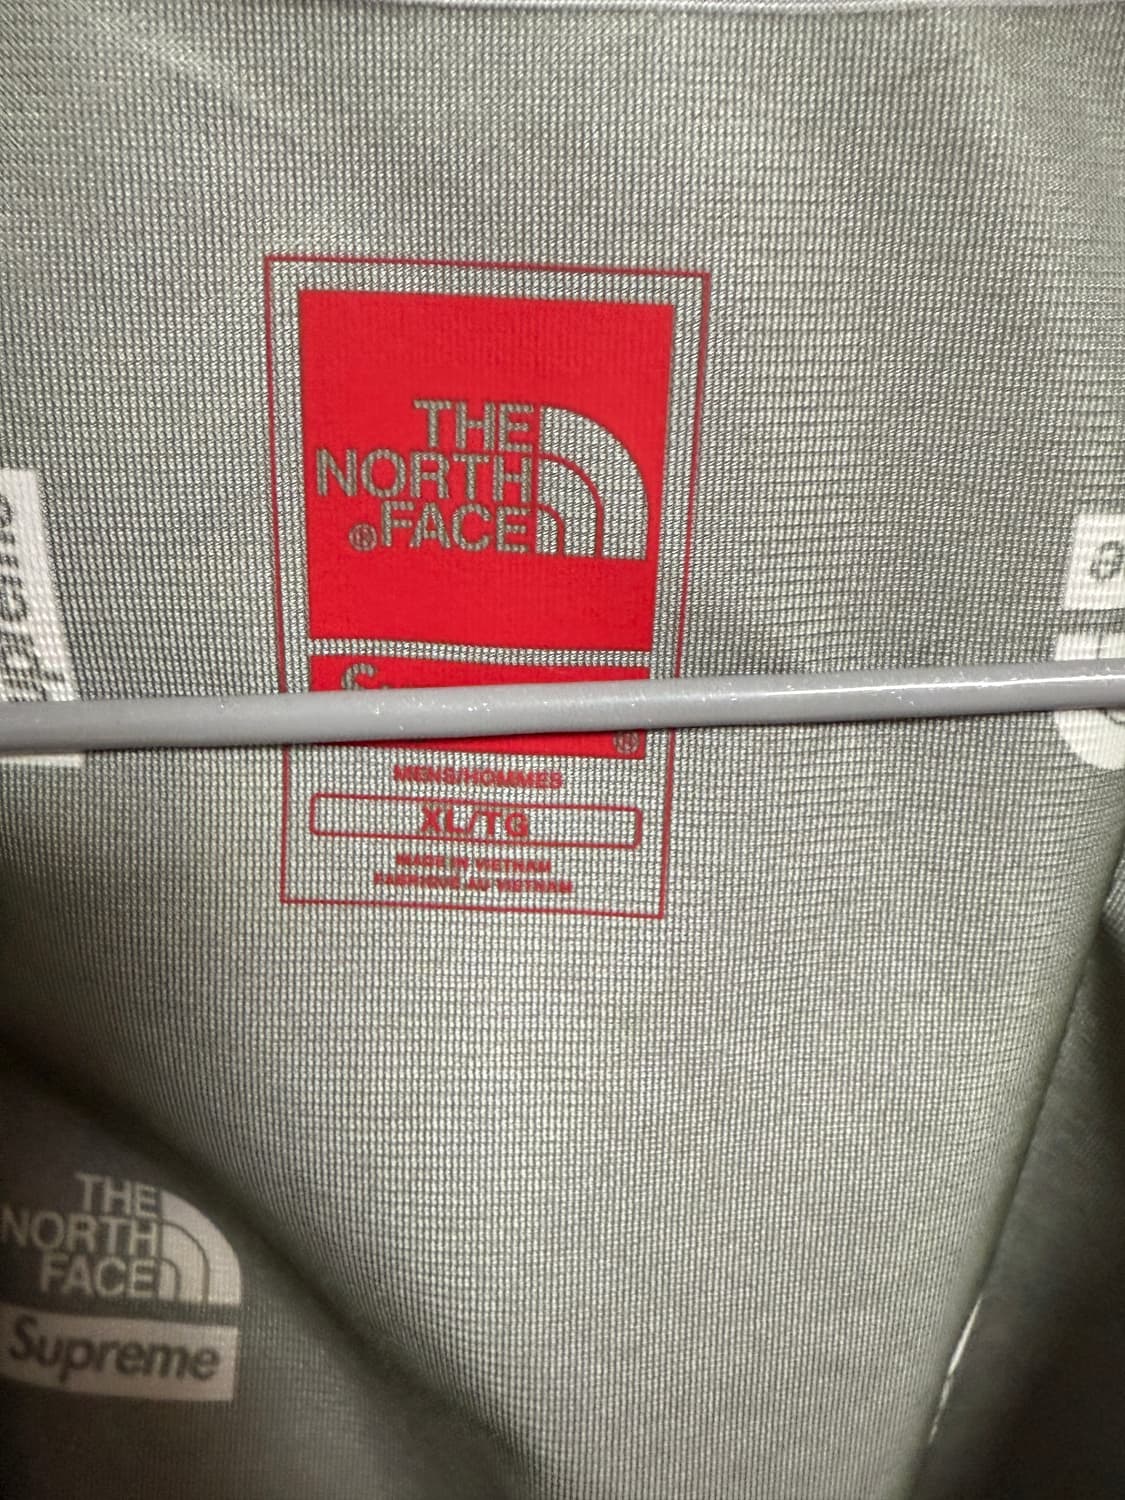 THE
NORTH
®FACE
®
MENS/HOMMES
XL/TG
MADE IN VIETNAM
FABRIQUÉ AU VIETNAM
THE
NORTH
FACE
Supreme